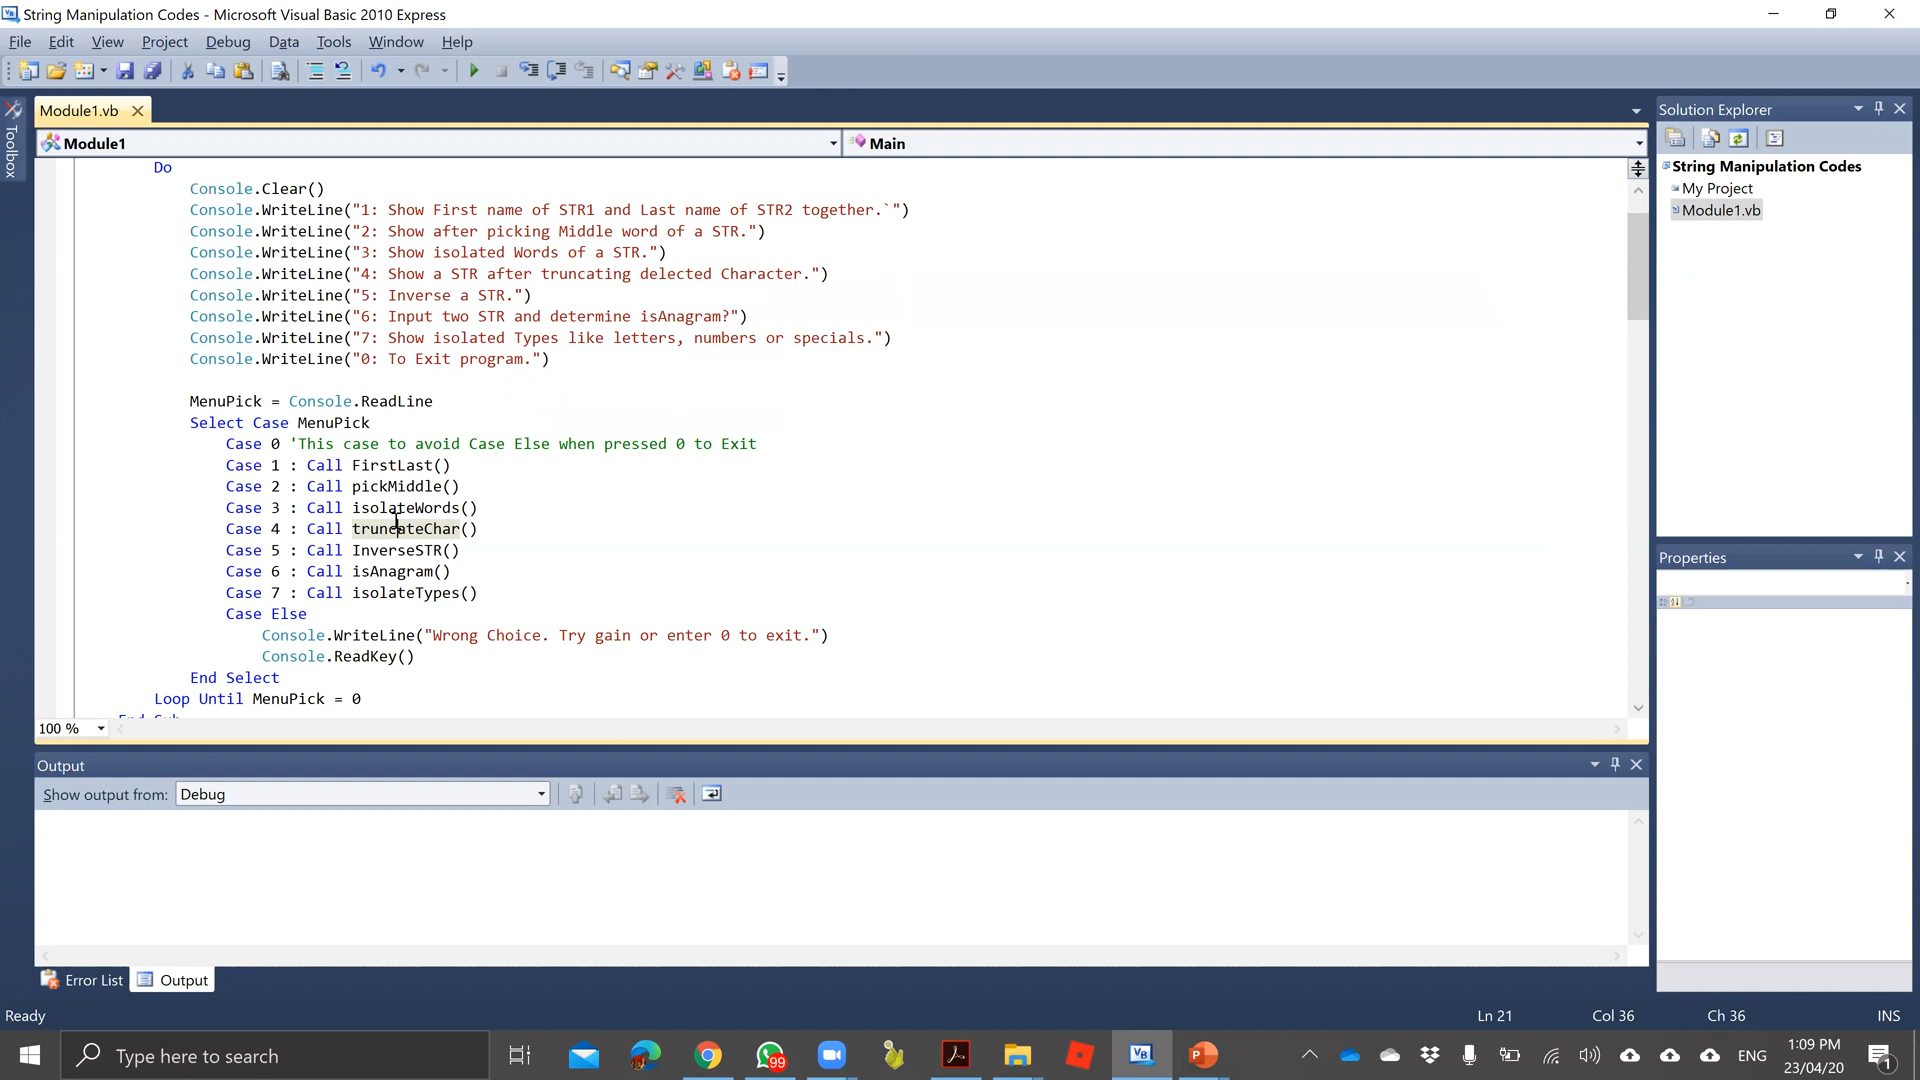 String Manipulation Codes - Microsoft Visual Basic 2010 Express
File Edit View Project Debug Data Tools Window Help
Toolbox
Module1.vb
Module1
Main
Do
Console.Clear()
Console.WriteLine("1: Show First name of STR1 and Last name of STR2 together.`")
Console.WriteLine("2: Show after picking Middle word of a STR.")
Console.WriteLine("3: Show isolated Words of a STR.")
Console.WriteLine("4: Show a STR after truncating delected Character.")
Console.WriteLine("5: Inverse a STR.")
Console.WriteLine("6: Input two STR and determine isAnagram?")
Console.WriteLine("7: Show isolated Types like letters, numbers or specials.")
Console.WriteLine("0: To Exit program.")
MenuPick = Console.ReadLine
Select Case MenuPick
Case 0 'This case to avoid Case Else when pressed 0 to Exit
Case 1 : Call FirstLast()
Case 2 : Call pickMiddle()
Case 3 : Call isolateWords()
Case 4 : Call truncateChar()
Case 5 : Call InverseSTR()
Case 6 : Call isAnagram()
Case 7 : Call isolateTypes()
Case Else
Console.WriteLine("Wrong Choice. Try gain or enter 0 to exit.")
Console.ReadKey()
End Select
Loop Until MenuPick = 0
End Sub
100 %
Solution Explorer
String Manipulation Codes
My Project
Module1.vb
Properties
Output
Show output from: Debug
Error List Output
Ready Ln 21 Col 36 Ch 36 INS
Type here to search
99
ENG
1:09 PM
23/04/20
1